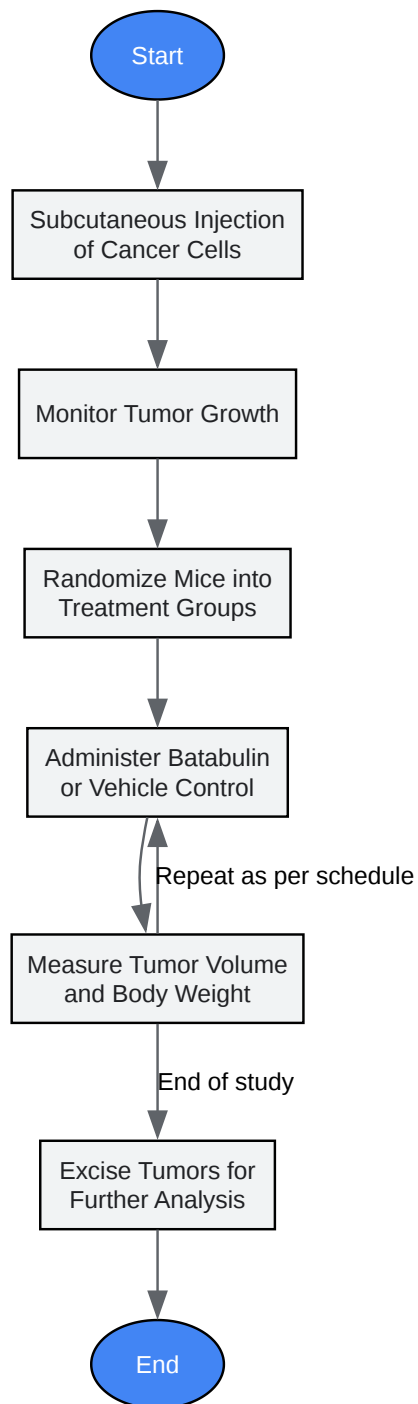 Start
Subcutaneous Injection
of Cancer Cells
Monitor Tumor Growth
Randomize Mice into
Treatment Groups
Administer Batabulin
or Vehicle Control
Repeat as per schedule
Measure Tumor Volume
and Body Weight
End of study
Excise Tumors for
Further Analysis
End